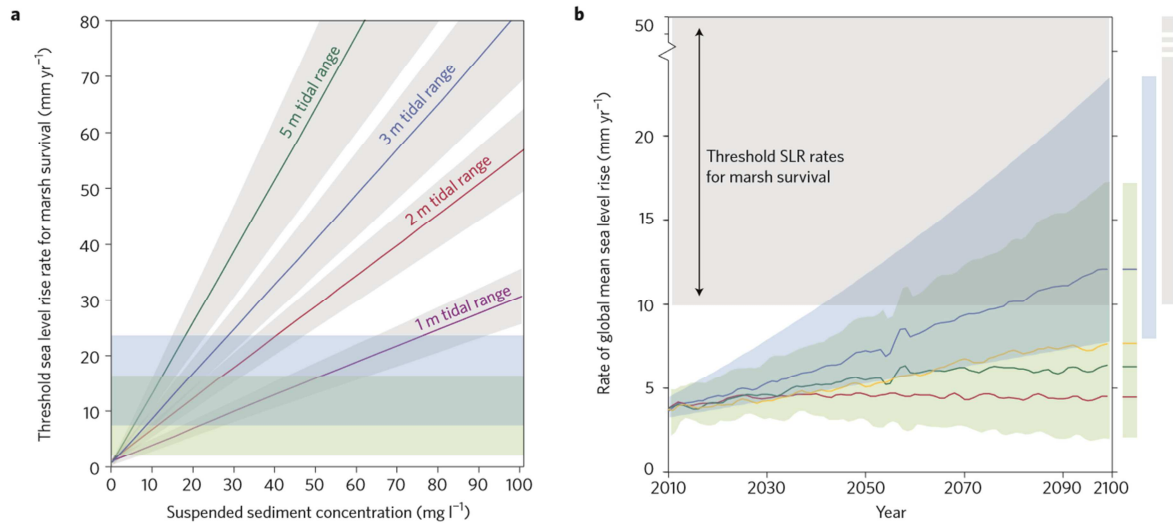 a
Threshold sea level rise rate for marsh survival (mm yr⁻¹)
80
70
60
50
40
30
20
10
0
5 m tidal range
3 m tidal range
2 m tidal range
1 m tidal range
0 10 20 30 40 50 60 70 80 90 100
Suspended sediment concentration (mg l⁻¹)
b
Rate of global mean sea level rise (mm yr⁻¹)
50
20
15
10
5
0
Threshold SLR rates
for marsh survival
2010 2030 2050 2070 2090 2100
Year